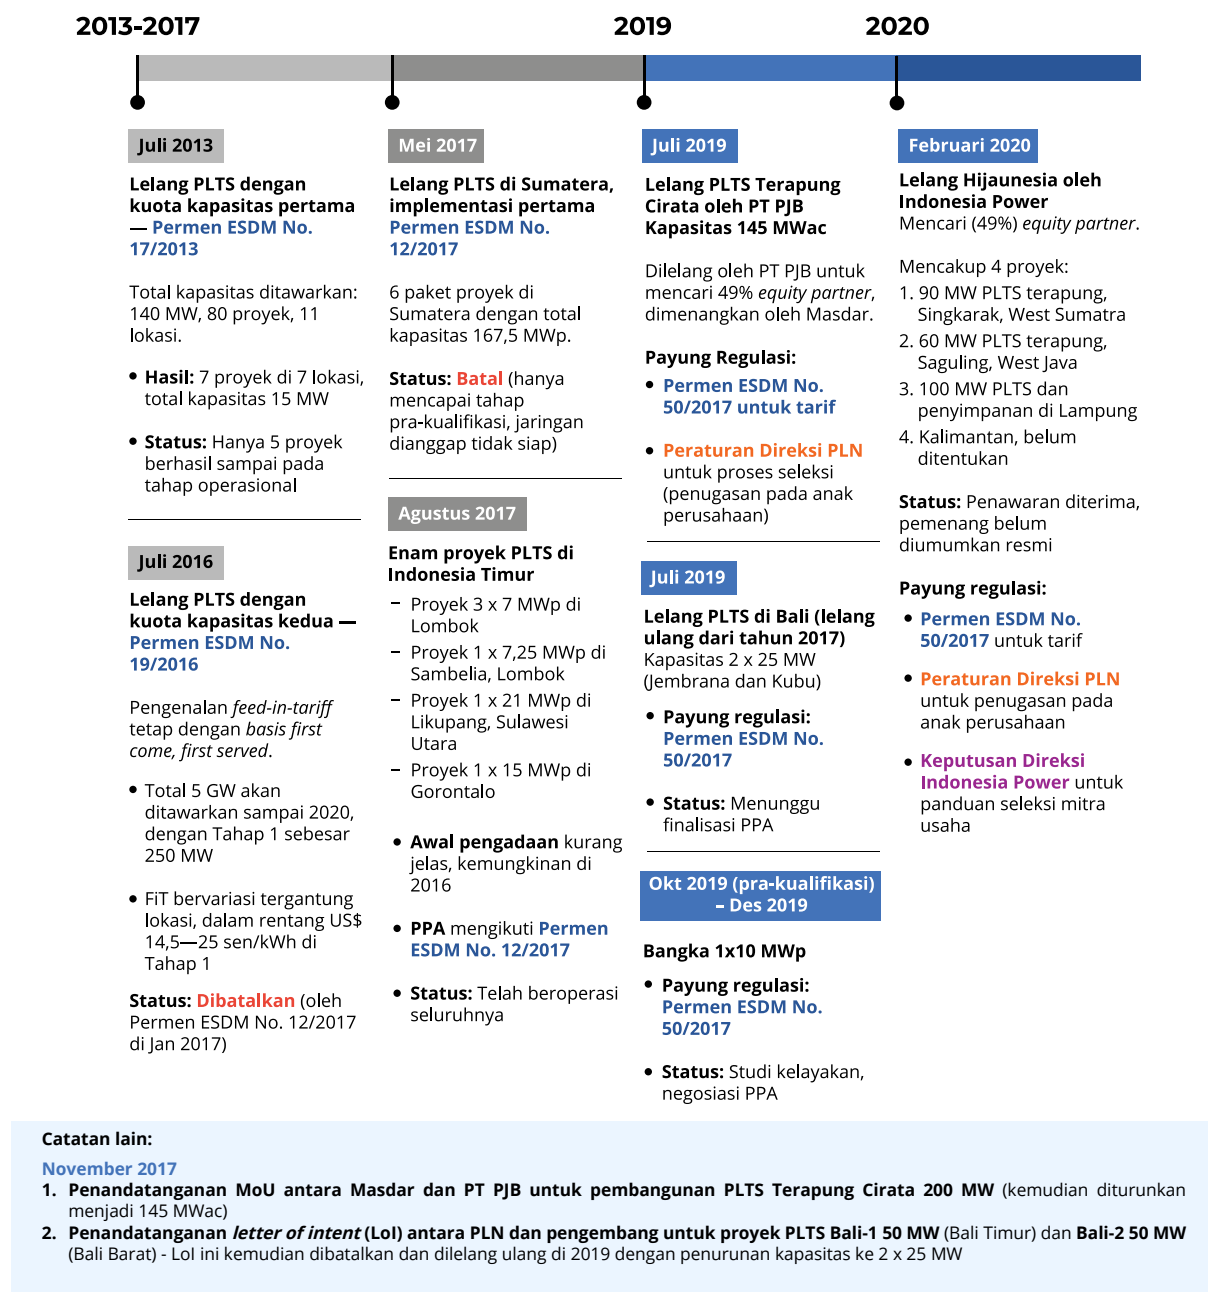 2013-2017
2019
2020
Juli 2013
Lelang PLTS dengan
kuota kapasitas pertama
— Permen ESDM No.
17/2013
Total kapasitas ditawarkan:
140 MW, 80 proyek, 11
lokasi.
• Hasil: 7 proyek di 7 lokasi,
total kapasitas 15 MW
• Status: Hanya 5 proyek
berhasil sampai pada
tahap operasional
Juli 2016
Lelang PLTS dengan
kuota kapasitas kedua —
Permen ESDM No.
19/2016
Pengenalan feed-in-tariff
tetap dengan basis first
come, first served.
• Total 5 GW akan
ditawarkan sampai 2020,
dengan Tahap 1 sebesar
250 MW
• FiT bervariasi tergantung
lokasi, dalam rentang US$
14,5—25 sen/kWh di
Tahap 1
Status: Dibatalkan (oleh
Permen ESDM No. 12/2017
di Jan 2017)
Mei 2017
Lelang PLTS di Sumatera,
implementasi pertama
Permen ESDM No.
12/2017
6 paket proyek di
Sumatera dengan total
kapasitas 167,5 MWp.
Status: Batal (hanya
mencapai tahap
pra-kualifikasi, jaringan
dianggap tidak siap)
Agustus 2017
Enam proyek PLTS di
Indonesia Timur
– Proyek 3 x 7 MWp di
Lombok
– Proyek 1 x 7,25 MWp di
Sambelia, Lombok
– Proyek 1 x 21 MWp di
Likupang, Sulawesi
Utara
– Proyek 1 x 15 MWp di
Gorontalo
• Awal pengadaan kurang
jelas, kemungkinan di
2016
• PPA mengikuti Permen
ESDM No. 12/2017
• Status: Telah beroperasi
seluruhnya
Juli 2019
Lelang PLTS Terapung
Cirata oleh PT PJB
Kapasitas 145 MWac
Dilelang oleh PT PJB untuk
mencari 49% equity partner,
dimenangkan oleh Masdar.
Payung Regulasi:
• Permen ESDM No.
50/2017 untuk tarif
• Peraturan Direksi PLN
untuk proses seleksi
(penugasan pada anak
perusahaan)
Juli 2019
Lelang PLTS di Bali (lelang
ulang dari tahun 2017)
Kapasitas 2 x 25 MW
(Jembrana dan Kubu)
• Payung regulasi:
Permen ESDM No.
50/2017
• Status: Menunggu
finalisasi PPA
Okt 2019 (pra-kualifikasi)
– Des 2019
Bangka 1x10 MWp
• Payung regulasi:
Permen ESDM No.
50/2017
• Status: Studi kelayakan,
negosiasi PPA
Februari 2020
Lelang Hijaunesia oleh
Indonesia Power
Mencari (49%) equity partner.
Mencakup 4 proyek:
1. 90 MW PLTS terapung,
Singkarak, West Sumatra
2. 60 MW PLTS terapung,
Saguling, West Java
3. 100 MW PLTS dan
penyimpanan di Lampung
4. Kalimantan, belum
ditentukan
Status: Penawaran diterima,
pemenang belum
diumumkan resmi
Payung regulasi:
• Permen ESDM No.
50/2017 untuk tarif
• Peraturan Direksi PLN
untuk penugasan pada
anak perusahaan
• Keputusan Direksi
Indonesia Power untuk
panduan seleksi mitra
usaha
Catatan lain:
November 2017
1. Penandatanganan MoU antara Masdar dan PT PJB untuk pembangunan PLTS Terapung Cirata 200 MW (kemudian diturunkan
menjadi 145 MWac)
2. Penandatanganan letter of intent (LoI) antara PLN dan pengembang untuk proyek PLTS Bali-1 50 MW (Bali Timur) dan Bali-2 50 MW
(Bali Barat) - LoI ini kemudian dibatalkan dan dilelang ulang di 2019 dengan penurunan kapasitas ke 2 x 25 MW